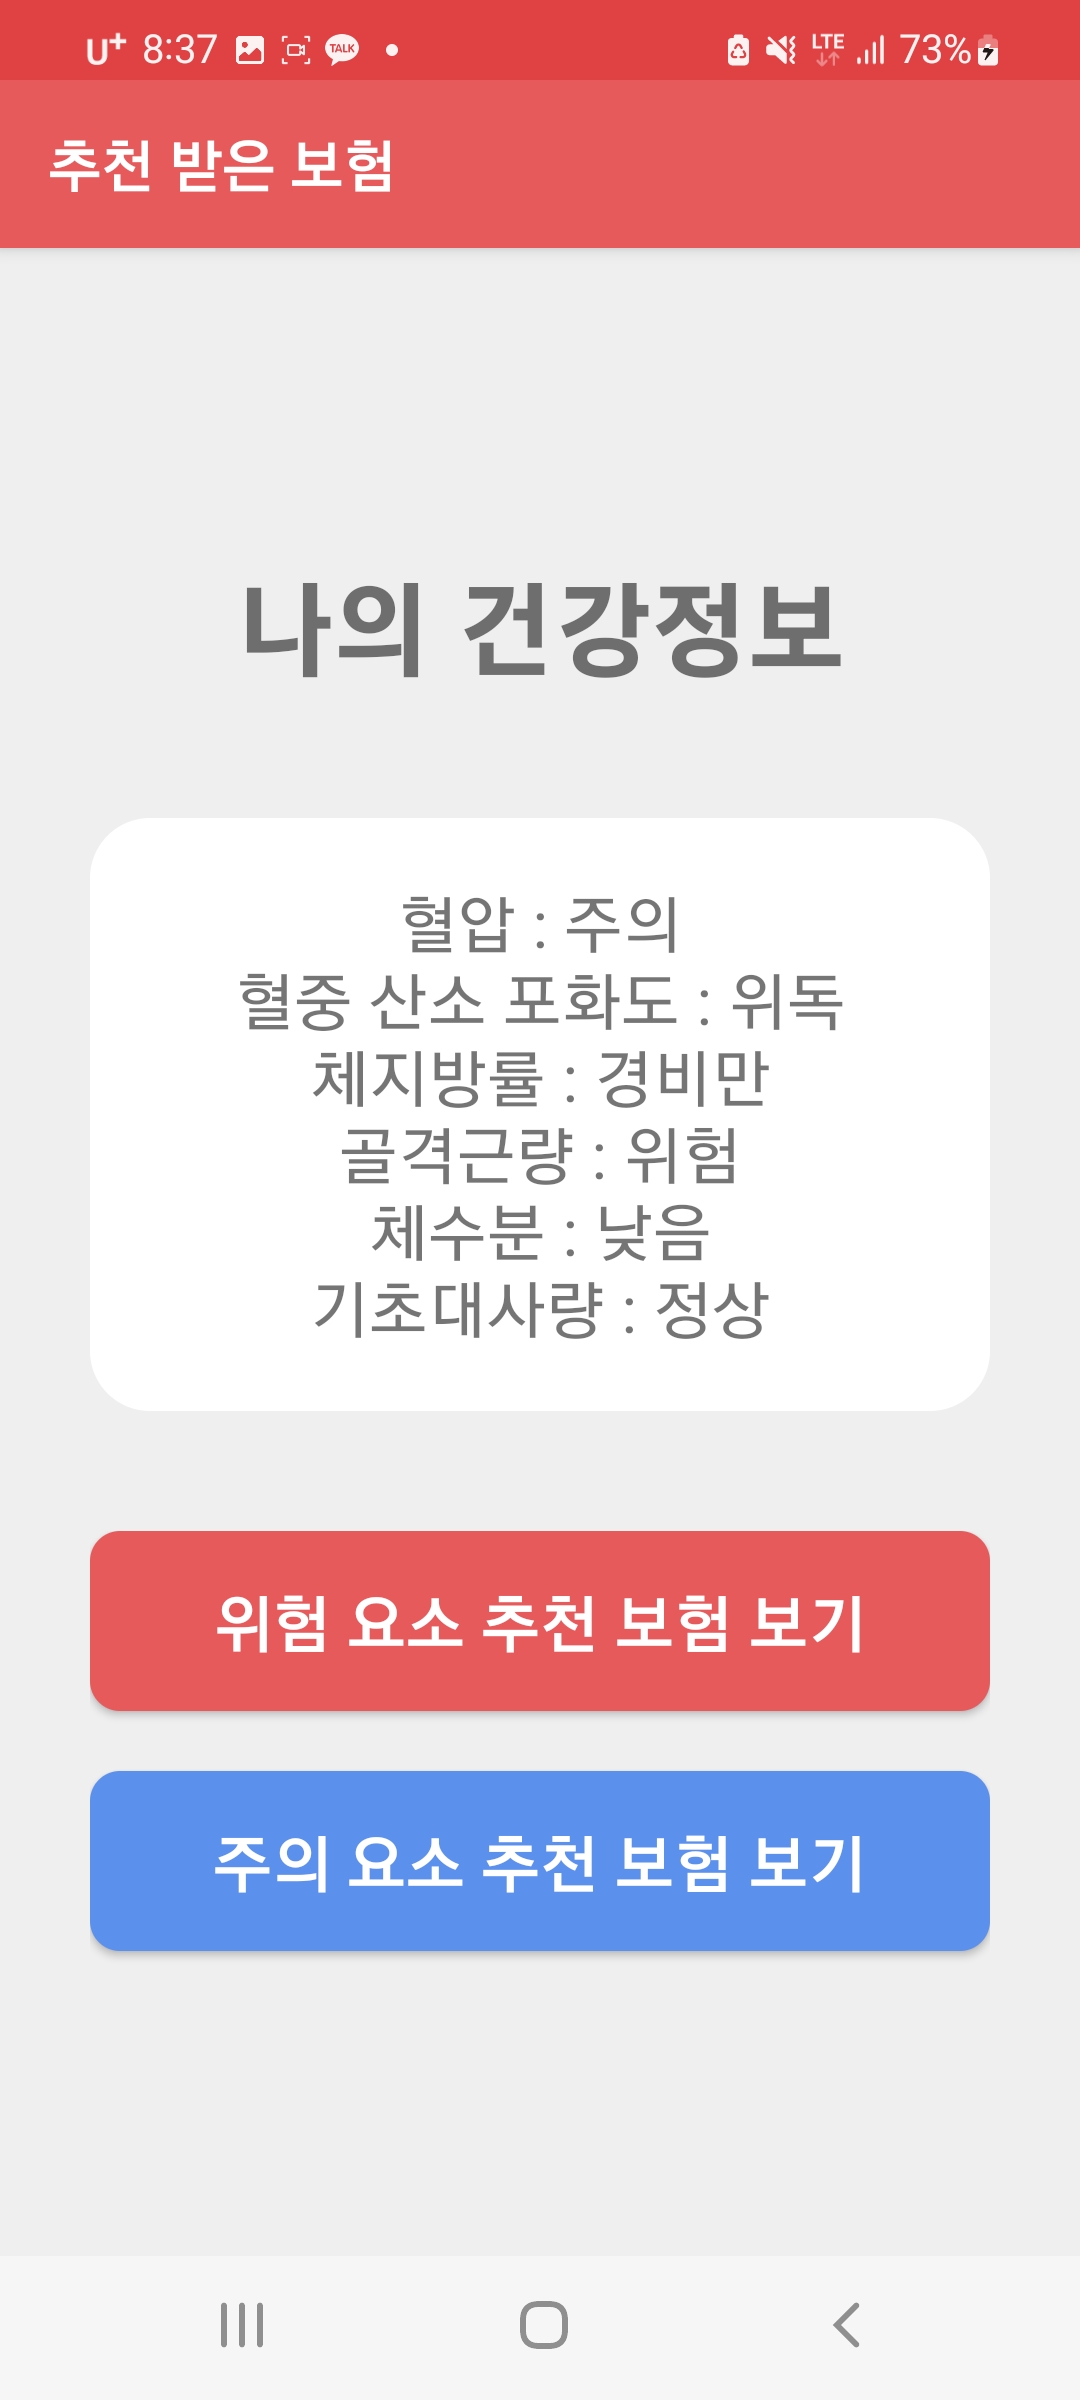 U+ 8:37 TALK LTE 73%
추천 받은 보험
나의 건강정보
혈압 : 주의
혈중 산소 포화도 : 위독
체지방률 : 경비만
골격근량 : 위험
체수분 : 낮음
기초대사량 : 정상
위험 요소 추천 보험 보기
주의 요소 추천 보험 보기